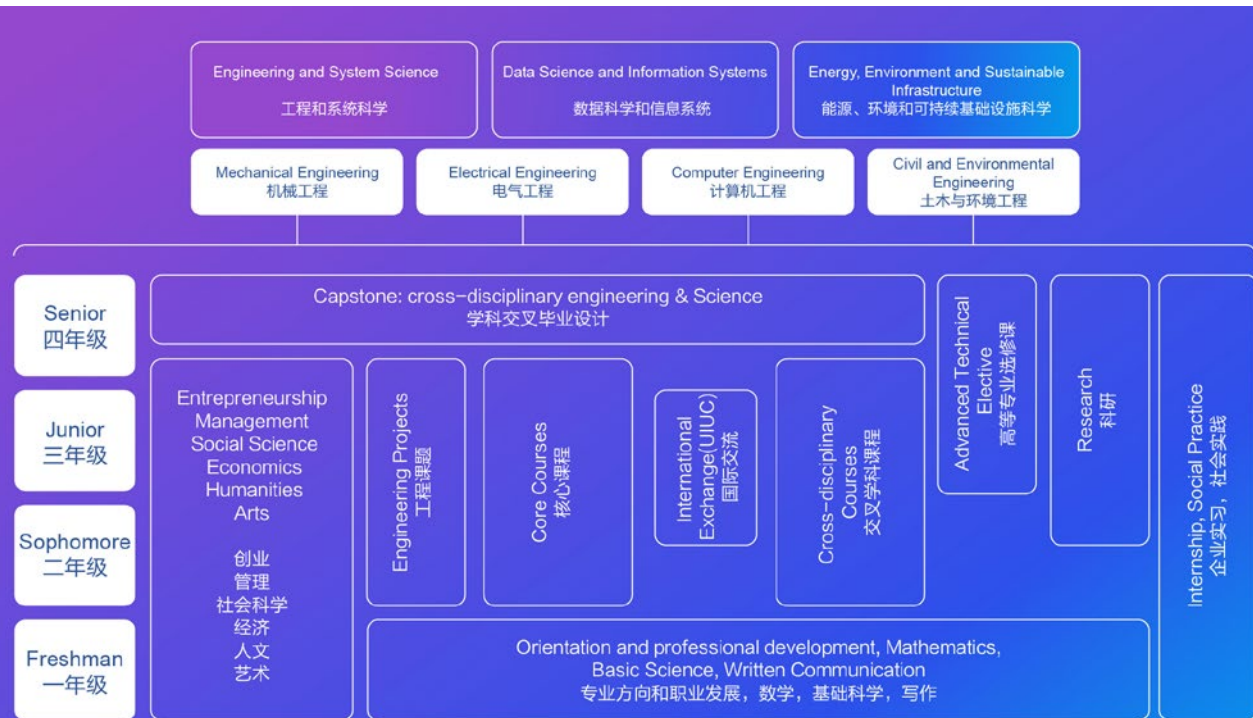 Engineering and System Science
工程和系统科学
Data Science and Information Systems
数据科学和信息系统
Energy, Environment and Sustainable
Infrastructure
能源、环境和可持续基础设施科学
Mechanical Engineering
机械工程
Electrical Engineering
电气工程
Computer Engineering
计算机工程
Civil and Environmental
Engineering
土木与环境工程
Senior
四年级
Capstone: cross-disciplinary engineering & Science
学科交叉毕业设计
Advanced Technical
Elective
高等专业选修课
Research
科研
Internship, Social Practice
企业实习，社会实践
Junior
三年级
Entrepreneurship
Management
Social Science
Economics
Humanities
Arts
创业
管理
社会科学
经济
人文
艺术
Engineering Projects
工程课题
Core Courses
核心课程
International
Exchange(UIUC)
国际交流
Cross-disciplinary
Courses
交叉学科课程
Sophomore
二年级
Freshman
一年级
Orientation and professional development, Mathematics,
Basic Science, Written Communication
专业方向和职业发展，数学，基础科学，写作